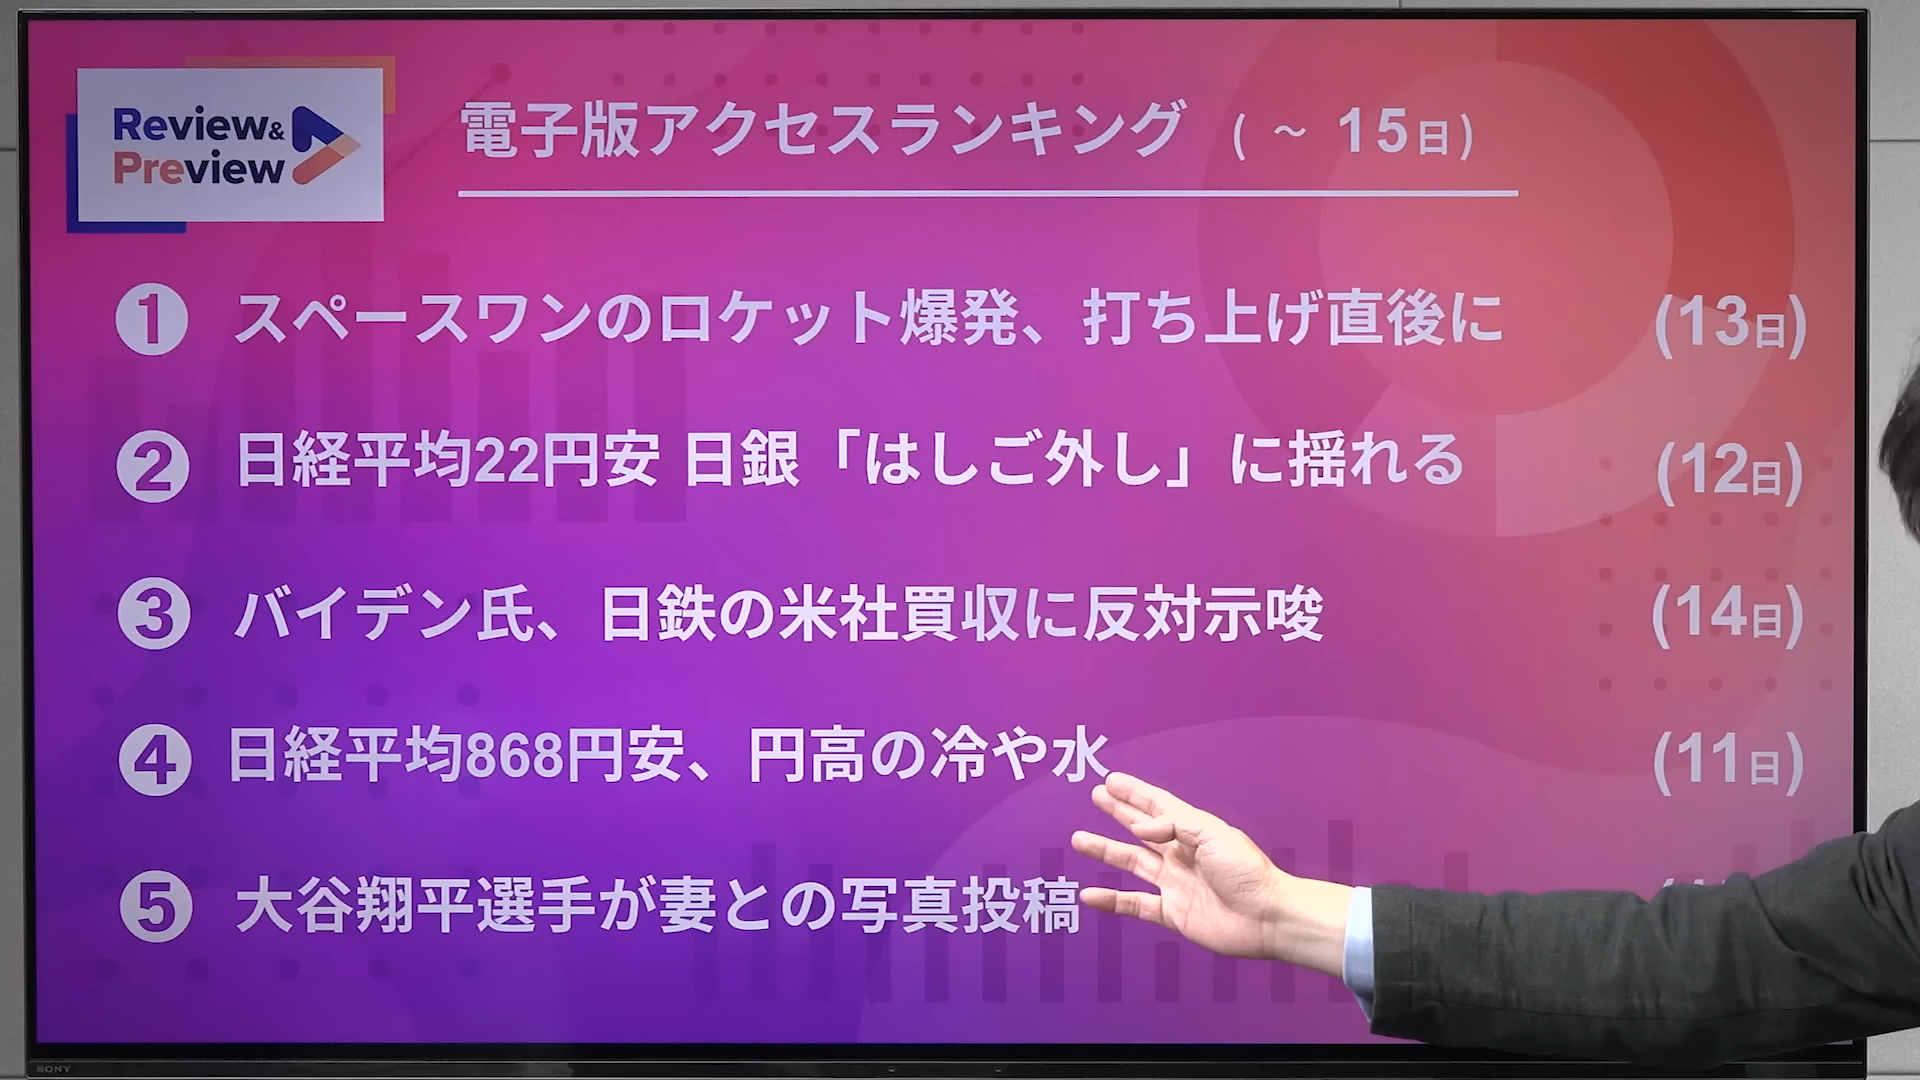 Review&
Preview
電子版アクセスランキング (~15日)
① スペースワンのロケット爆発、打ち上げ直後に (13日)
② 日経平均22円安 日銀「はしご外し」に揺れる (12日)
③ バイデン氏、日鉄の米社買収に反対示唆 (14日)
④ 日経平均868円安、円高の冷や水 (11日)
⑤ 大谷翔平選手が妻との写真投稿
SONY